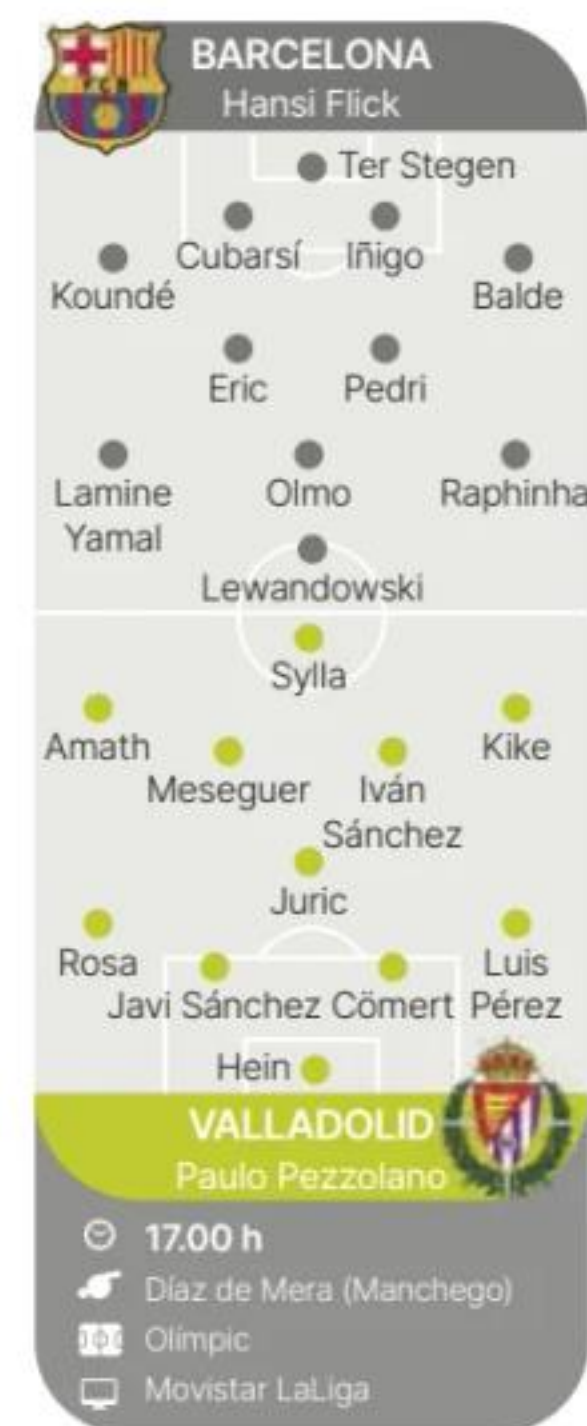 BARCELONA
Hansi Flick
Ter Stegen
Cubarsí Iñigo
Koundé Balde
Eric Pedri
Lamine Olmo Raphinha
Yamal
Lewandowski
Sylla
Amath Kike
Meseguer Iván
Sánchez
Juric
Rosa Luis
Javi Sánchez Cömert Pérez
Hein
VALLADOLID
Paulo Pezzolano
17.00 h
Díaz de Mera (Manchego)
Olímpic
Movistar LaLiga